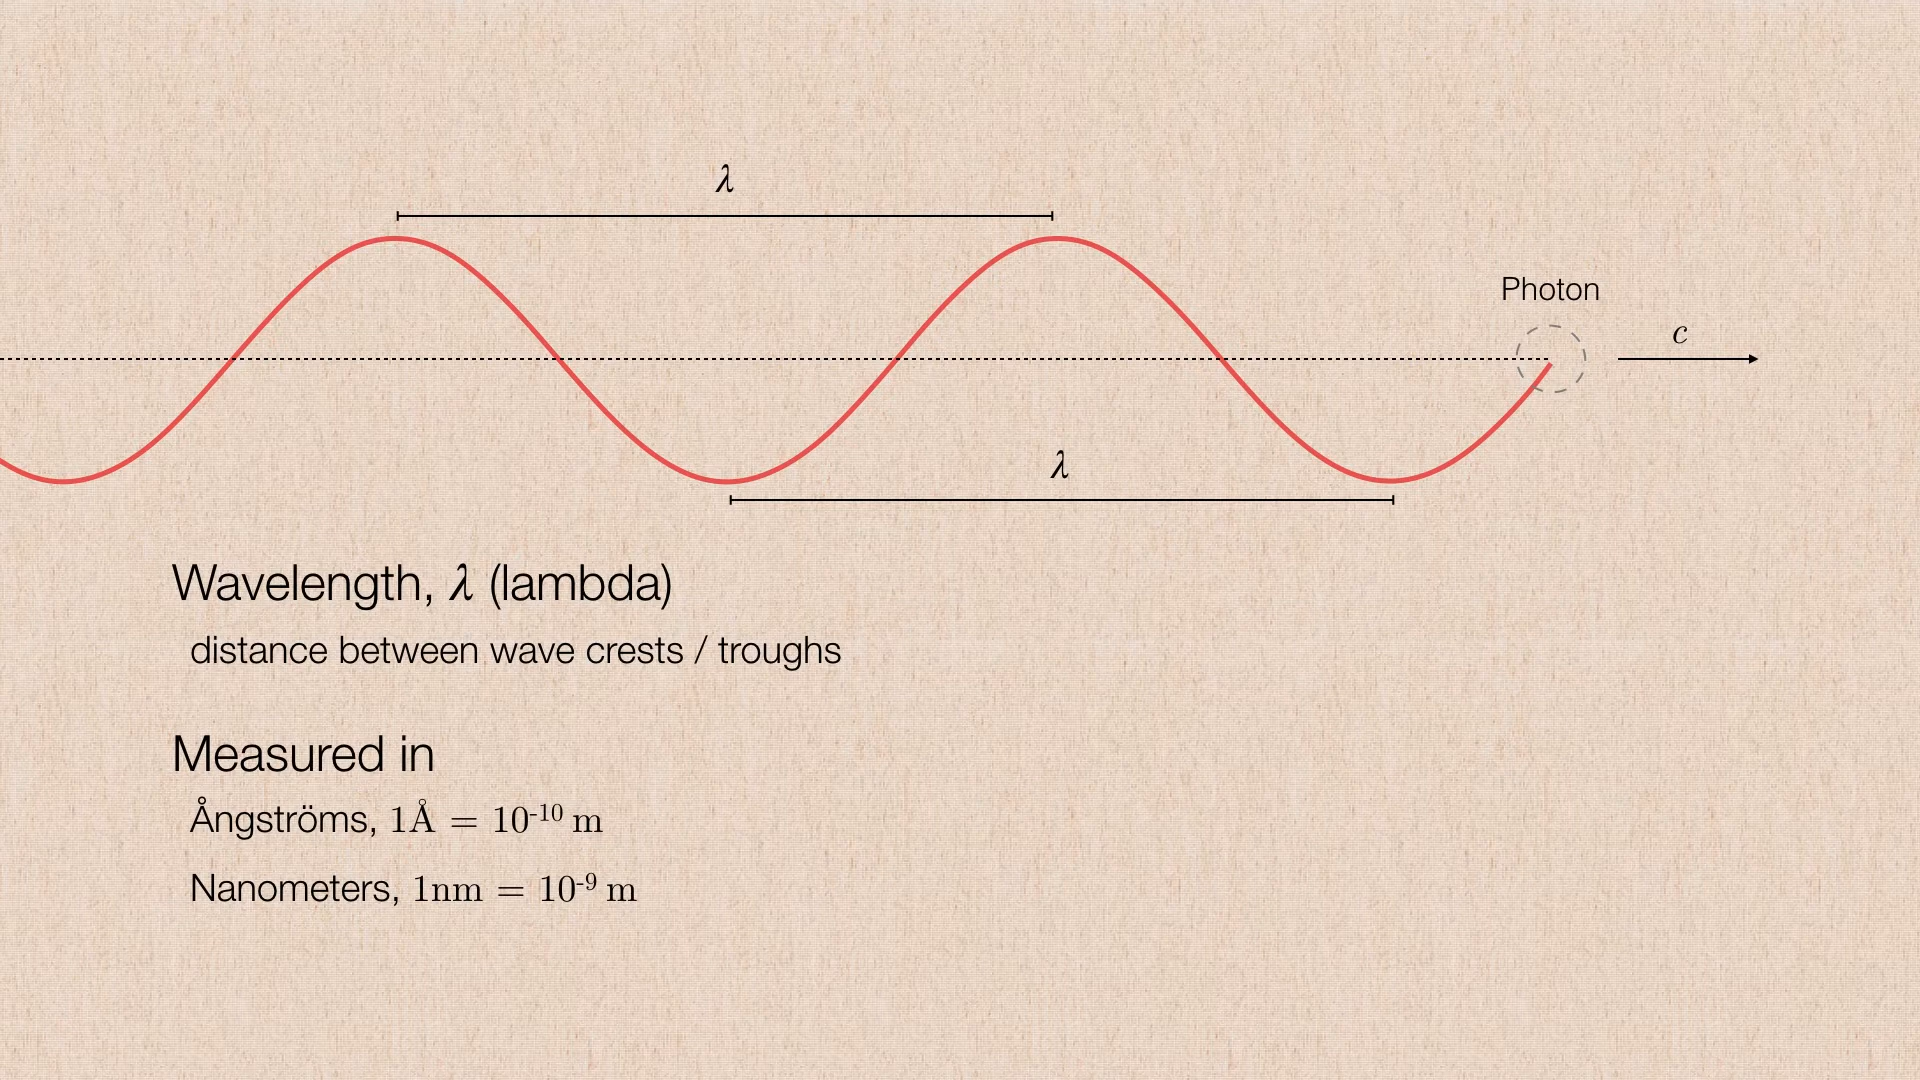 λ
Photon
c
λ
Wavelength, λ (lambda)
distance between wave crests / troughs
Measured in
Ångströms, 1Å = 10⁻¹⁰ m
Nanometers, 1nm = 10⁻⁹ m